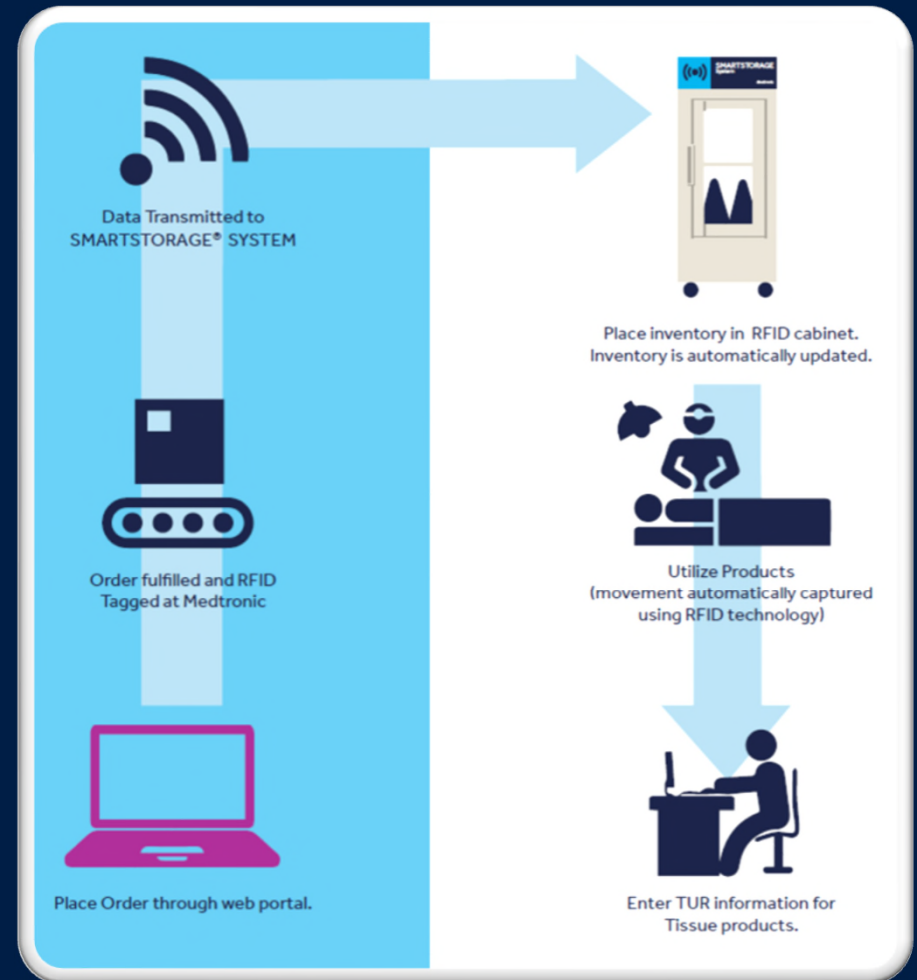 Data Transmitted to
SMARTSTORAGE® SYSTEM
Order fulfilled and RFID
Tagged at Medtronic
Place Order through web portal.
SMARTSTORAGE
System
Place inventory in RFID cabinet.
Inventory is automatically updated.
Utilize Products
(movement automatically captured
using RFID technology)
Enter TUR information for
Tissue products.